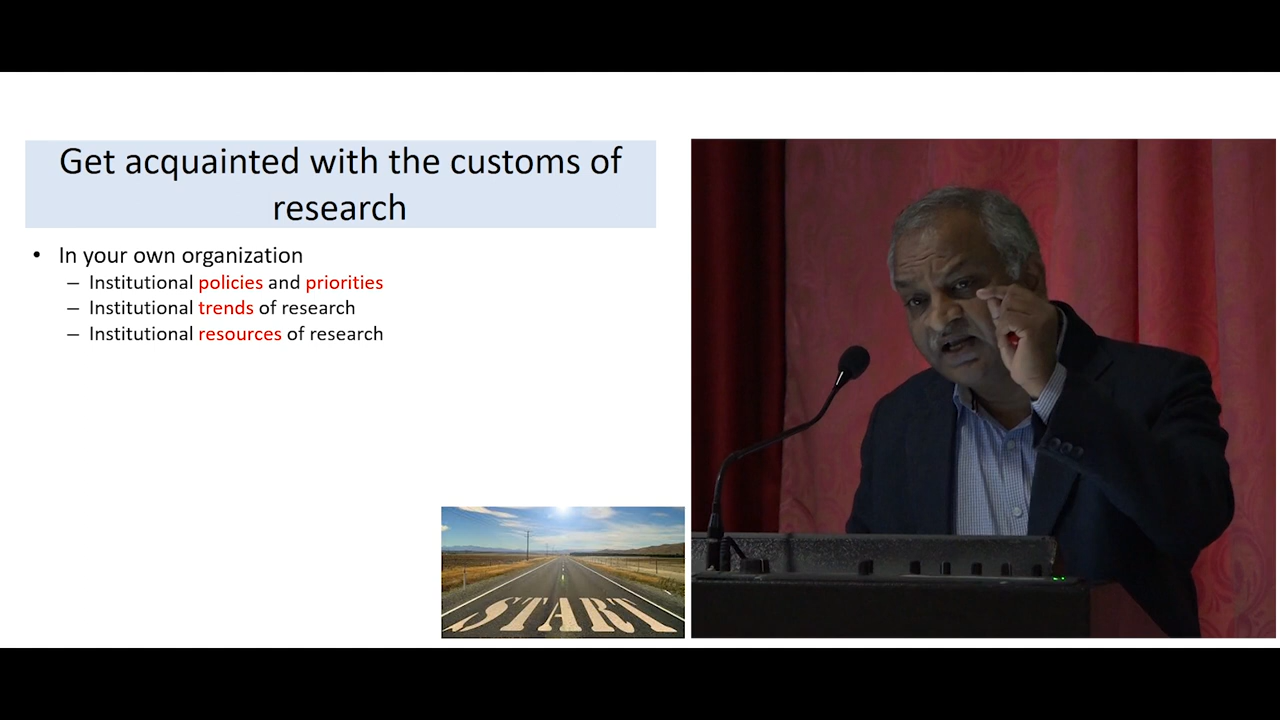 Get acquainted with the customs of
research
• In your own organization
– Institutional policies and priorities
– Institutional trends of research
– Institutional resources of research
START